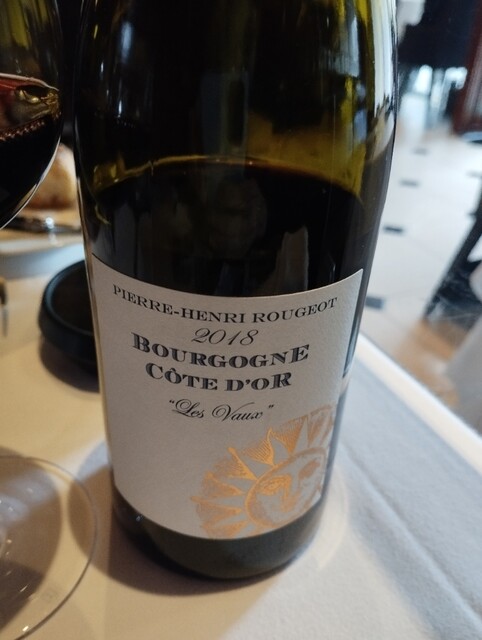 PIERRE-HENRI ROUGEOT
2018
BOURGOGNE
CÔTE D'OR
"Les Vaux"